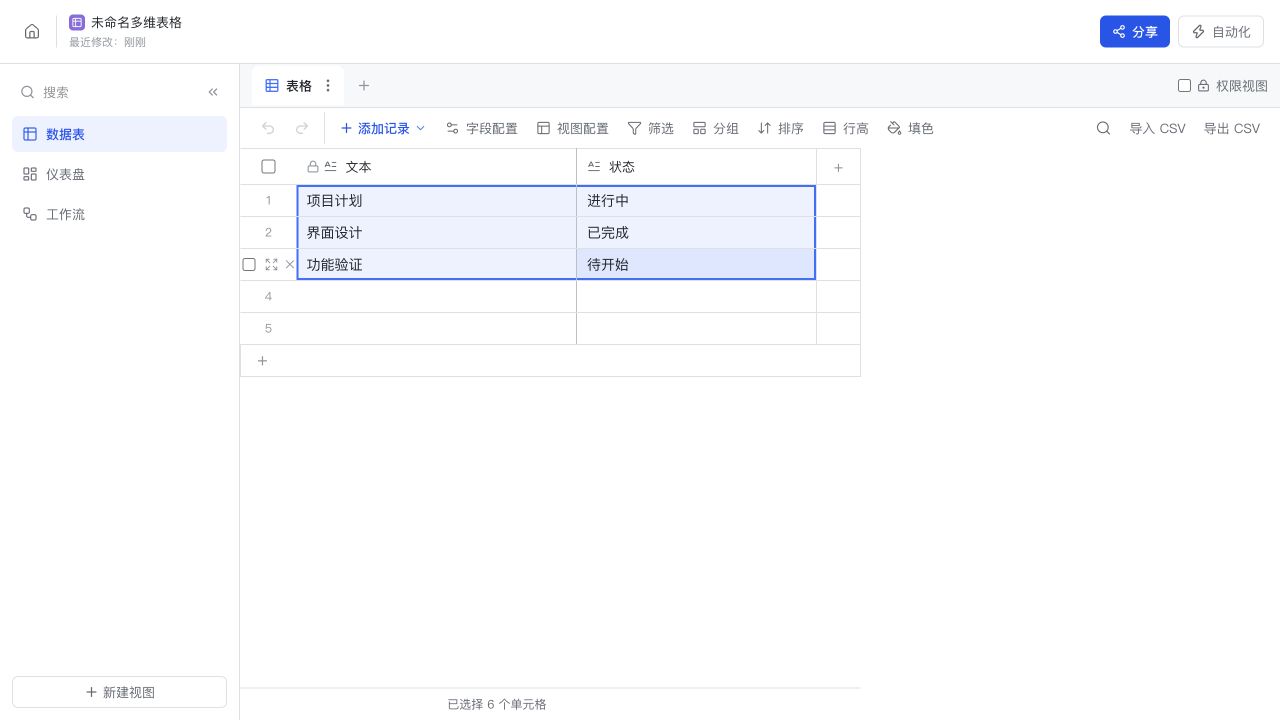 未命名多维表格
最近修改：刚刚
分享
自动化
搜索
数据表
仪表盘
工作流
新建视图
表格
权限视图
添加记录 字段配置 视图配置 筛选 分组 排序 行高 填色 导入 CSV 导出 CSV
文本 状态
1 项目计划 进行中
2 界面设计 已完成
功能验证 待开始
4
5
已选择 6 个单元格